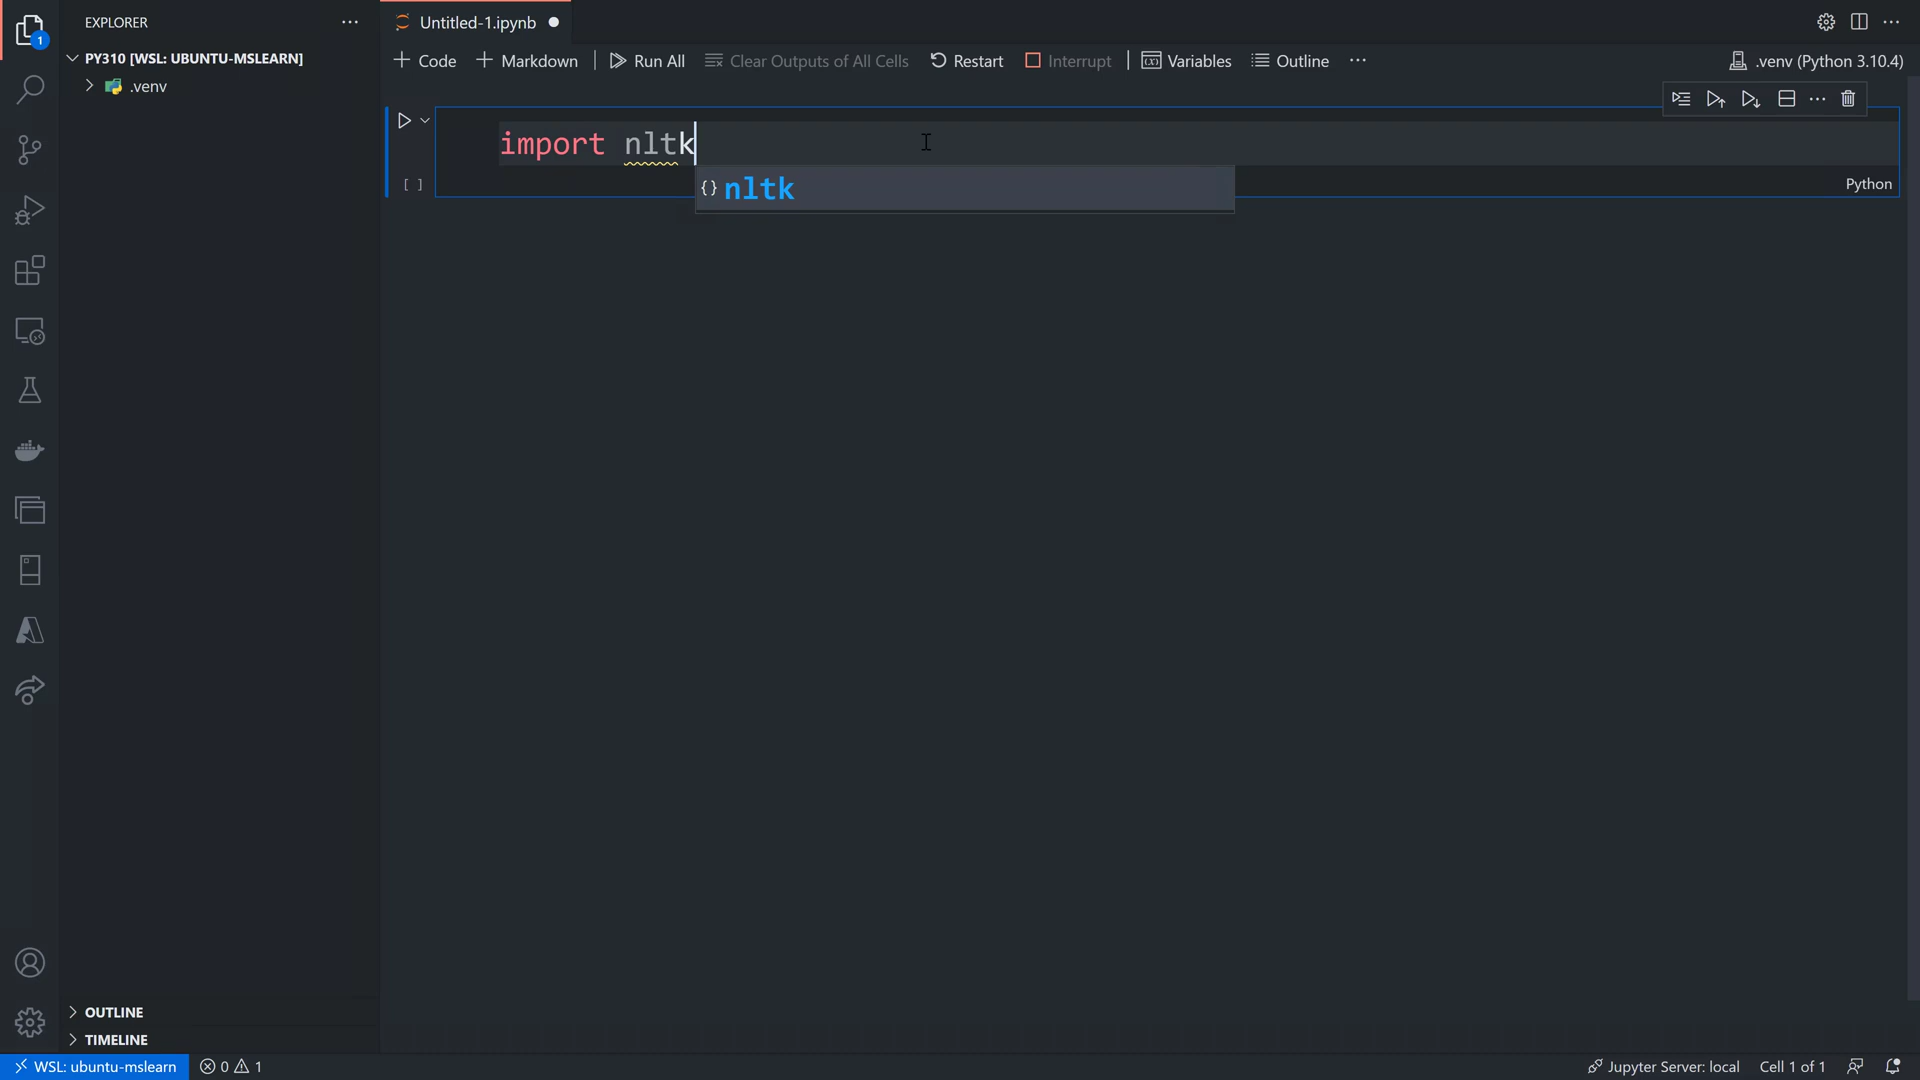 EXPLORER
PY310 [WSL: UBUNTU-MSLEARN]
.venv
OUTLINE
TIMELINE
Untitled-1.ipynb
Code
Markdown
Run All
Clear Outputs of All Cells
Restart
Interrupt
Variables
Outline
.venv (Python 3.10.4)
import nltk
{} nltk
[ ]
Python
1
WSL: ubuntu-mslearn
0
1
Jupyter Server: local
Cell 1 of 1